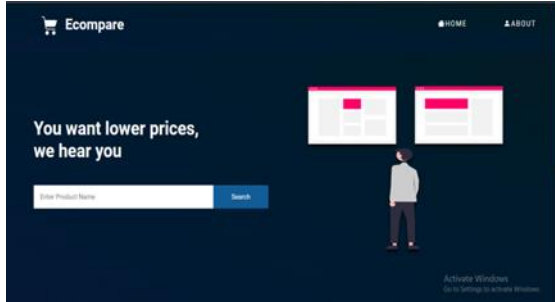 Ecompare
HOME
ABOUT
You want lower prices,
we hear you
Enter Product Name
Search
Activate Windows
Go to Settings to activate Windows.